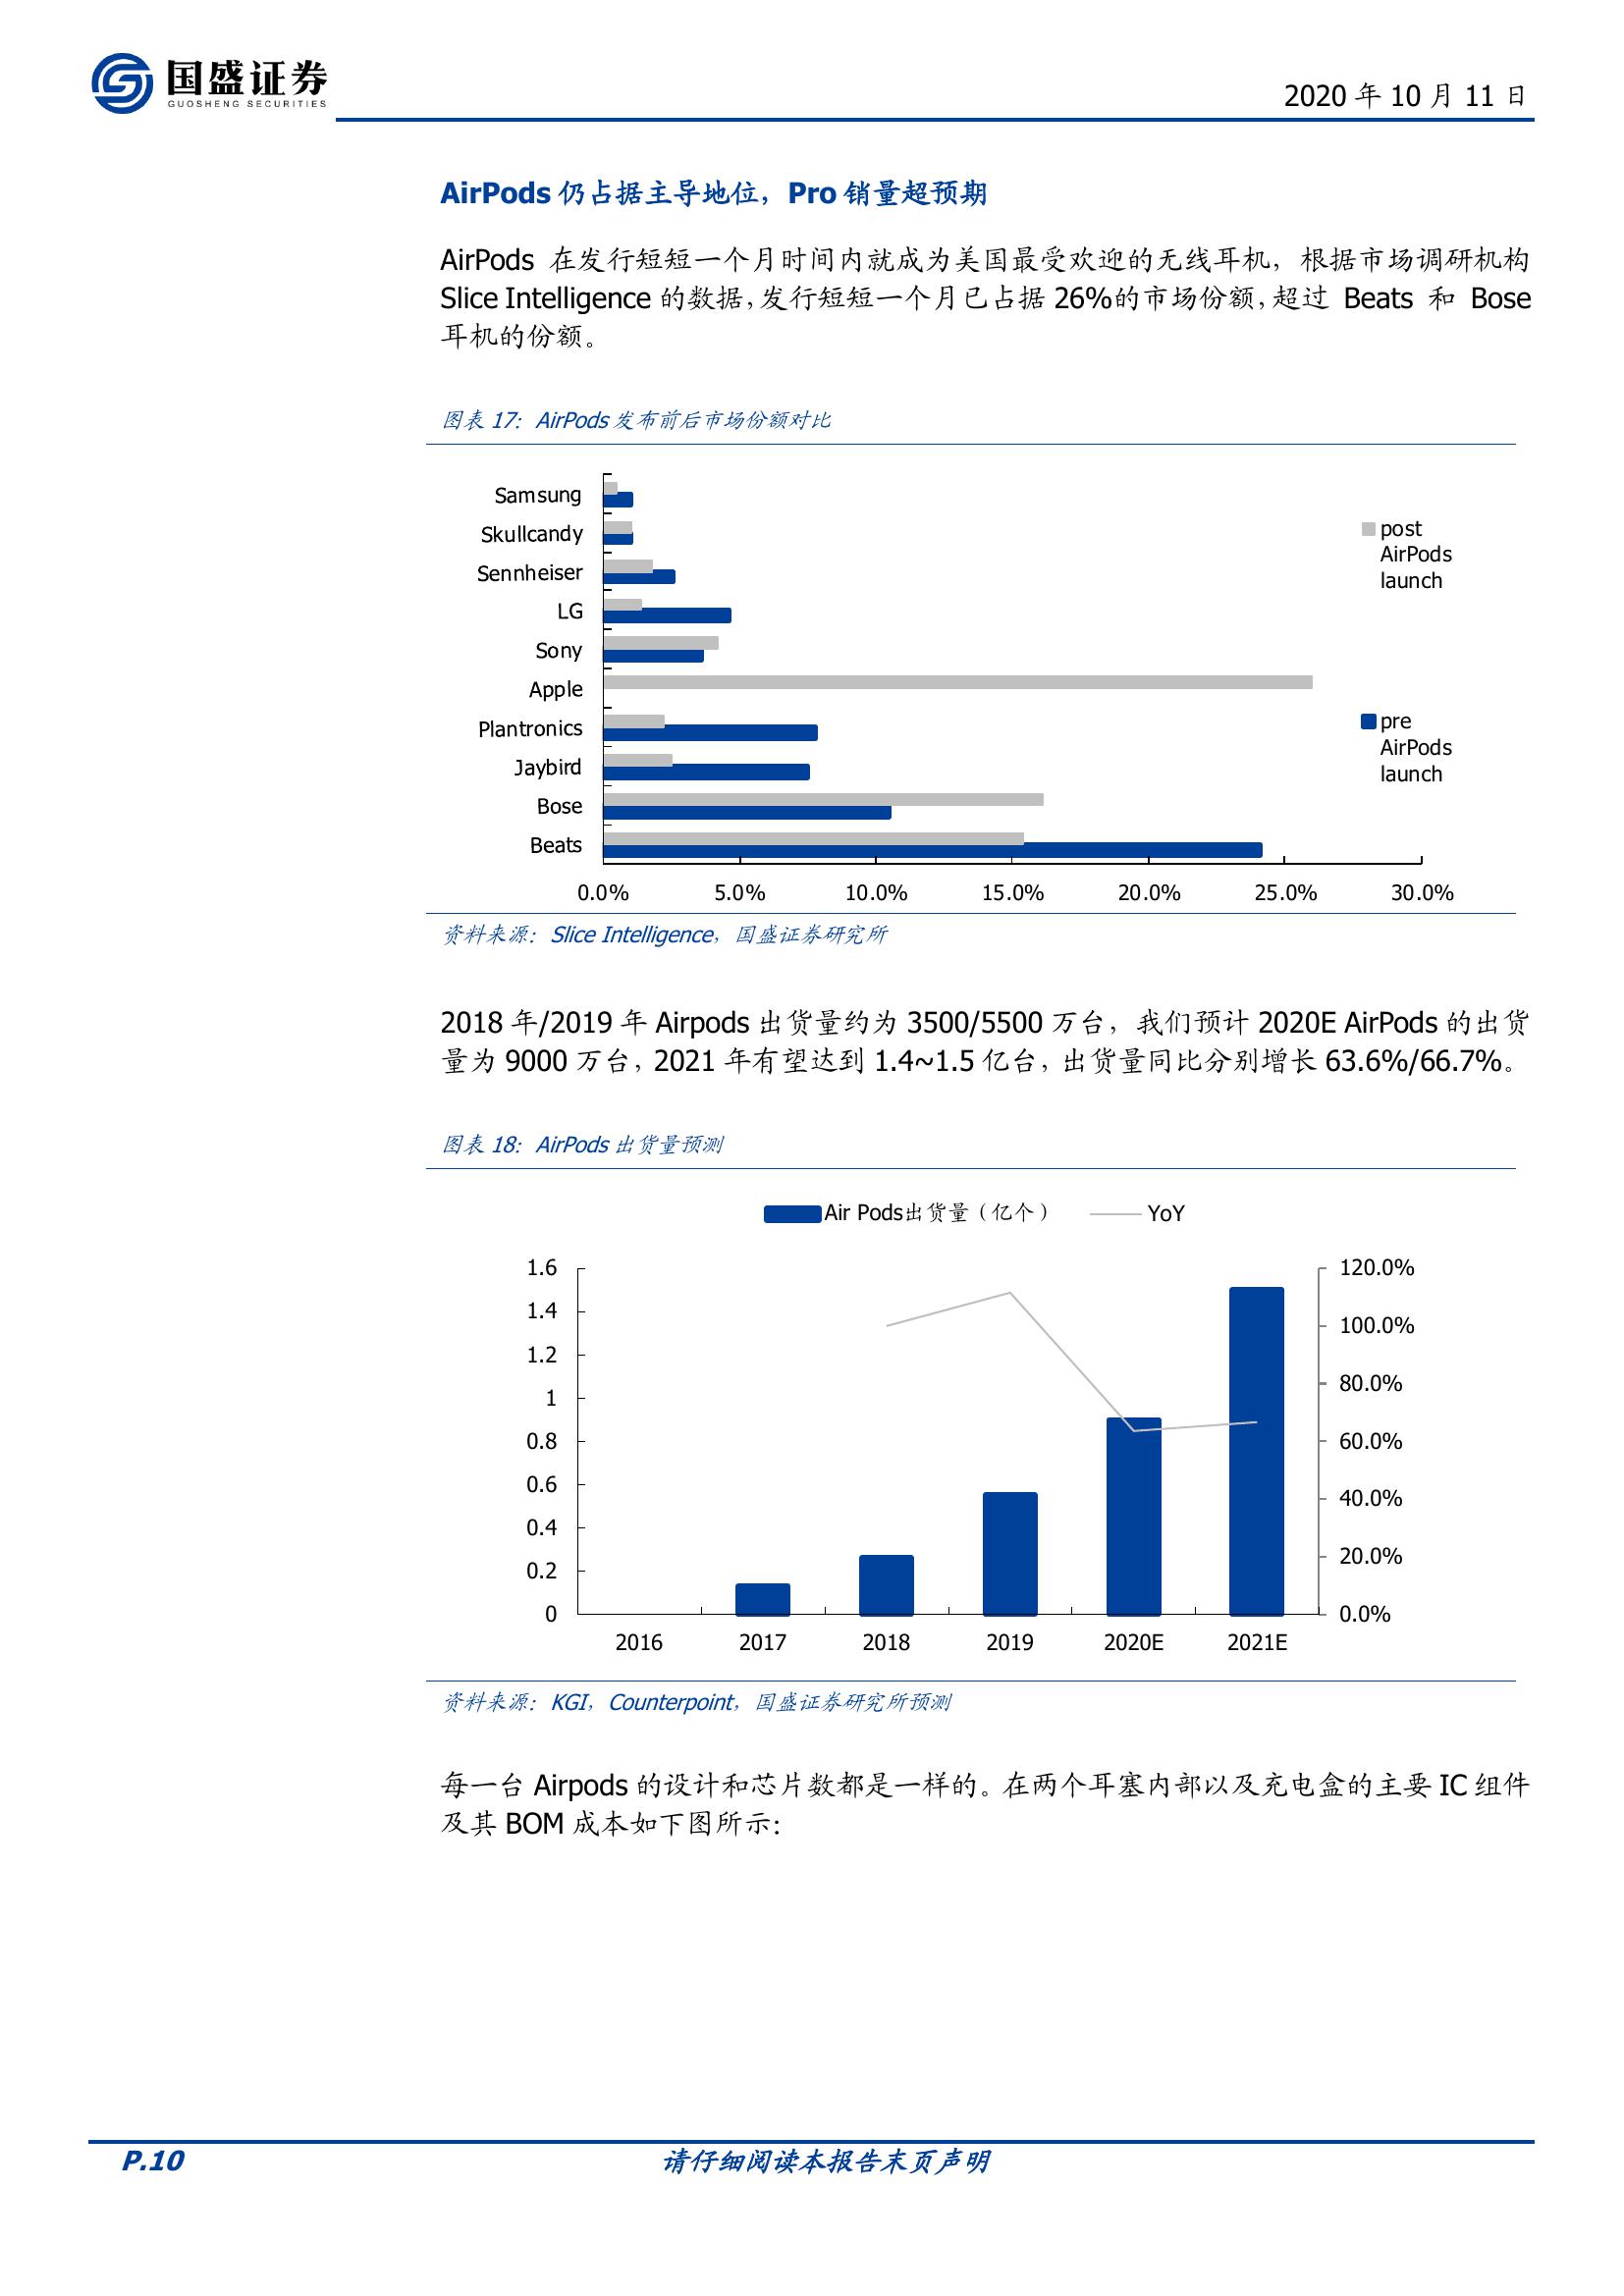 国盛证券
GUOSHENG SECURITIES
2020 年 10 月 11 日
AirPods 仍占据主导地位，Pro 销量超预期
AirPods 在发行短短一个月时间内就成为美国最受欢迎的无线耳机，根据市场调研机构
Slice Intelligence 的数据，发行短短一个月已占据 26%的市场份额，超过 Beats 和 Bose
耳机的份额。
图表 17：AirPods 发布前后市场份额对比
Samsung
Skullcandy
Sennheiser
LG
Sony
Apple
Plantronics
Jaybird
Bose
Beats
post
AirPods
launch
pre
AirPods
launch
0.0% 5.0% 10.0% 15.0% 20.0% 25.0% 30.0%
资料来源：Slice Intelligence，国盛证券研究所
2018 年/2019 年 Airpods 出货量约为 3500/5500 万台，我们预计 2020E AirPods 的出货
量为 9000 万台，2021 年有望达到 1.4~1.5 亿台，出货量同比分别增长 63.6%/66.7%。
图表 18：AirPods 出货量预测
Air Pods出货量（亿个） YoY
1.6 120.0%
1.4
1.2 100.0%
1 80.0%
0.8 60.0%
0.6
0.4 40.0%
0.2 20.0%
0 0.0%
2016 2017 2018 2019 2020E 2021E
资料来源：KGI，Counterpoint，国盛证券研究所预测
每一台 Airpods 的设计和芯片数都是一样的。在两个耳塞内部以及充电盒的主要 IC 组件
及其 BOM 成本如下图所示：
P.10 请仔细阅读本报告末页声明